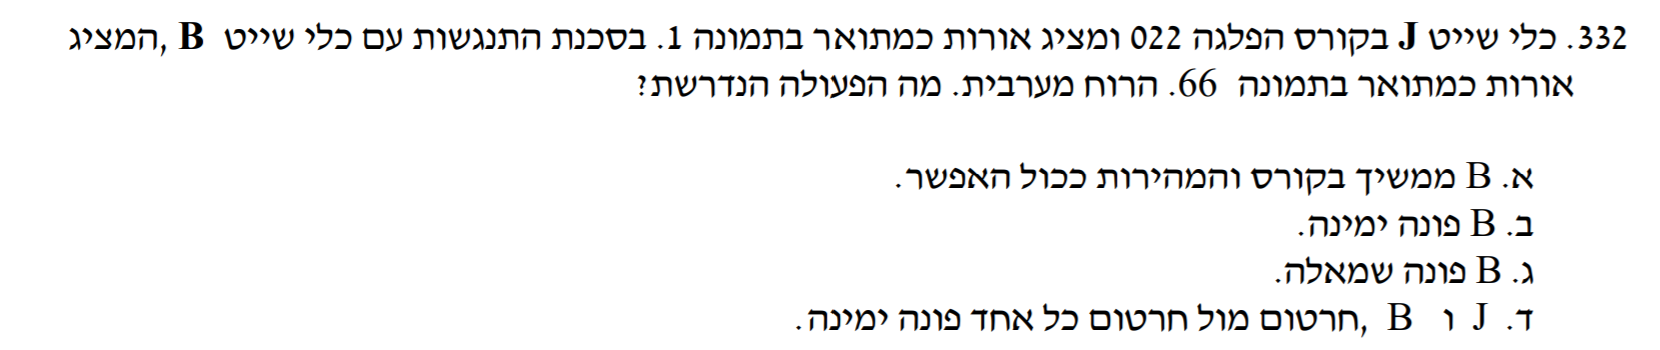 332. כלי שייט J בקורס הפלגה 022 ומציג אורות כמתואר בתמונה 1. בסכנת התנגשות עם כלי שייט B ,המציג
אורות כמתואר בתמונה 66. הרוח מערבית. מה הפעולה הנדרשת?
א. B ממשיך בקורס והמהירות ככול האפשר.
ב. B פונה ימינה.
ג. B פונה שמאלה.
ד. J ו B ,חרטום מול חרטום כל אחד פונה ימינה.